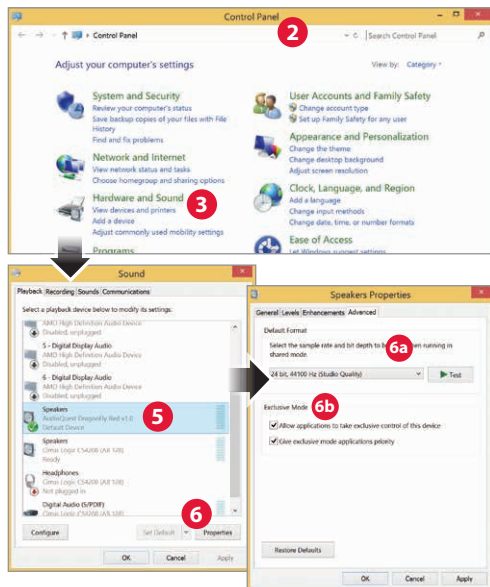 Control Panel
2
Control Panel
Search Control Panel
Adjust your computer's settings
View by: Category
System and Security
Review your computer's status
Save backup copies of your files with File
History
Find and fix problems
Network and Internet
View network status and tasks
Choose homegroup and sharing options
Hardware and Sound
3
View devices and printers
Add a device
Adjust commonly used mobility settings
Programs
User Accounts and Family Safety
Change account type
Set up Family Safety for any user
Appearance and Personalization
Change the theme
Change desktop background
Adjust screen resolution
Clock, Language, and Region
Add a language
Change input methods
Change date, time, or number formats
Ease of Access
Let Windows suggest settings
Sound
Playback Recording Sounds Communications
Select a playback device below to modify its settings:
AMD High Definition Audio Device
Disabled, unplugged
5 - Digital Display Audio
AMD High Definition Audio Device
Disabled, unplugged
6 - Digital Display Audio
AMD High Definition Audio Device
Disabled, unplugged
Speakers
AudioQuest DragonFly Red v1.0
Default Device
5
Speakers
Cirrus Logic CS4208 (AB 128)
Ready
Headphones
Cirrus Logic CS4208 (AB 128)
Not plugged in
Digital Audio (S/PDIF)
Cirrus Logic CS4208 (AB 128)
6
Configure
Set Default
Properties
OK
Cancel
Apply
Speakers Properties
General Levels Enhancements Advanced
Default Format
6a
Select the sample rate and bit depth to be when running in
shared mode.
24 bit, 44100 Hz (Studio Quality)
Test
Exclusive Mode
6b
Allow applications to take exclusive control of this device
Give exclusive mode applications priority
Restore Defaults
OK
Cancel
Apply